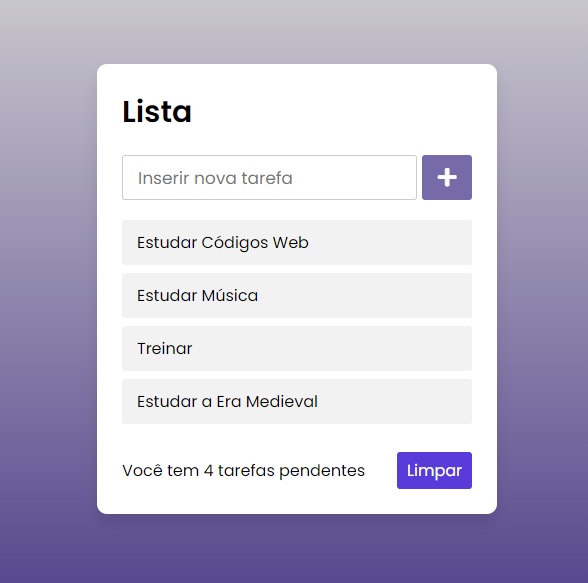 Lista
Inserir nova tarefa
Estudar Códigos Web
Estudar Música
Treinar
Estudar a Era Medieval
Você tem 4 tarefas pendentes
Limpar